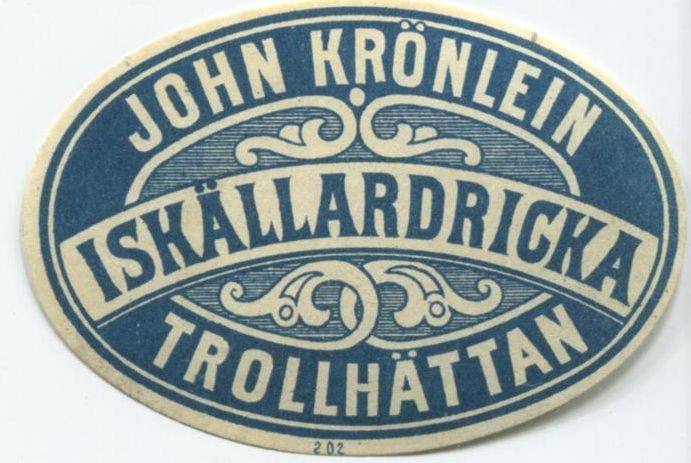 JOHN KRÖNLEIN
ISKÄLLARDRICKA
TROLLHÄTTAN
202